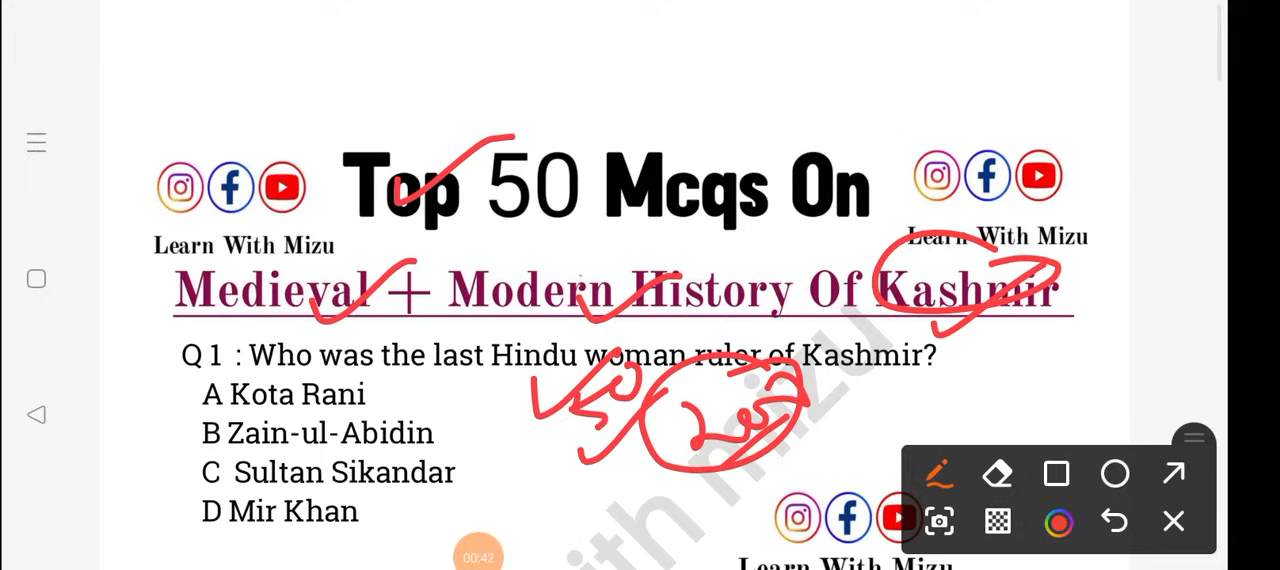 Top 50 Mcqs On
Learn With Mizu
Learn With Mizu
Medieval + Modern History Of Kashmir
Q 1 : Who was the last Hindu woman ruler of Kashmir?
A Kota Rani
B Zain-ul-Abidin
C Sultan Sikandar
D Mir Khan
ith mizu
00:42
Learn With Mizu